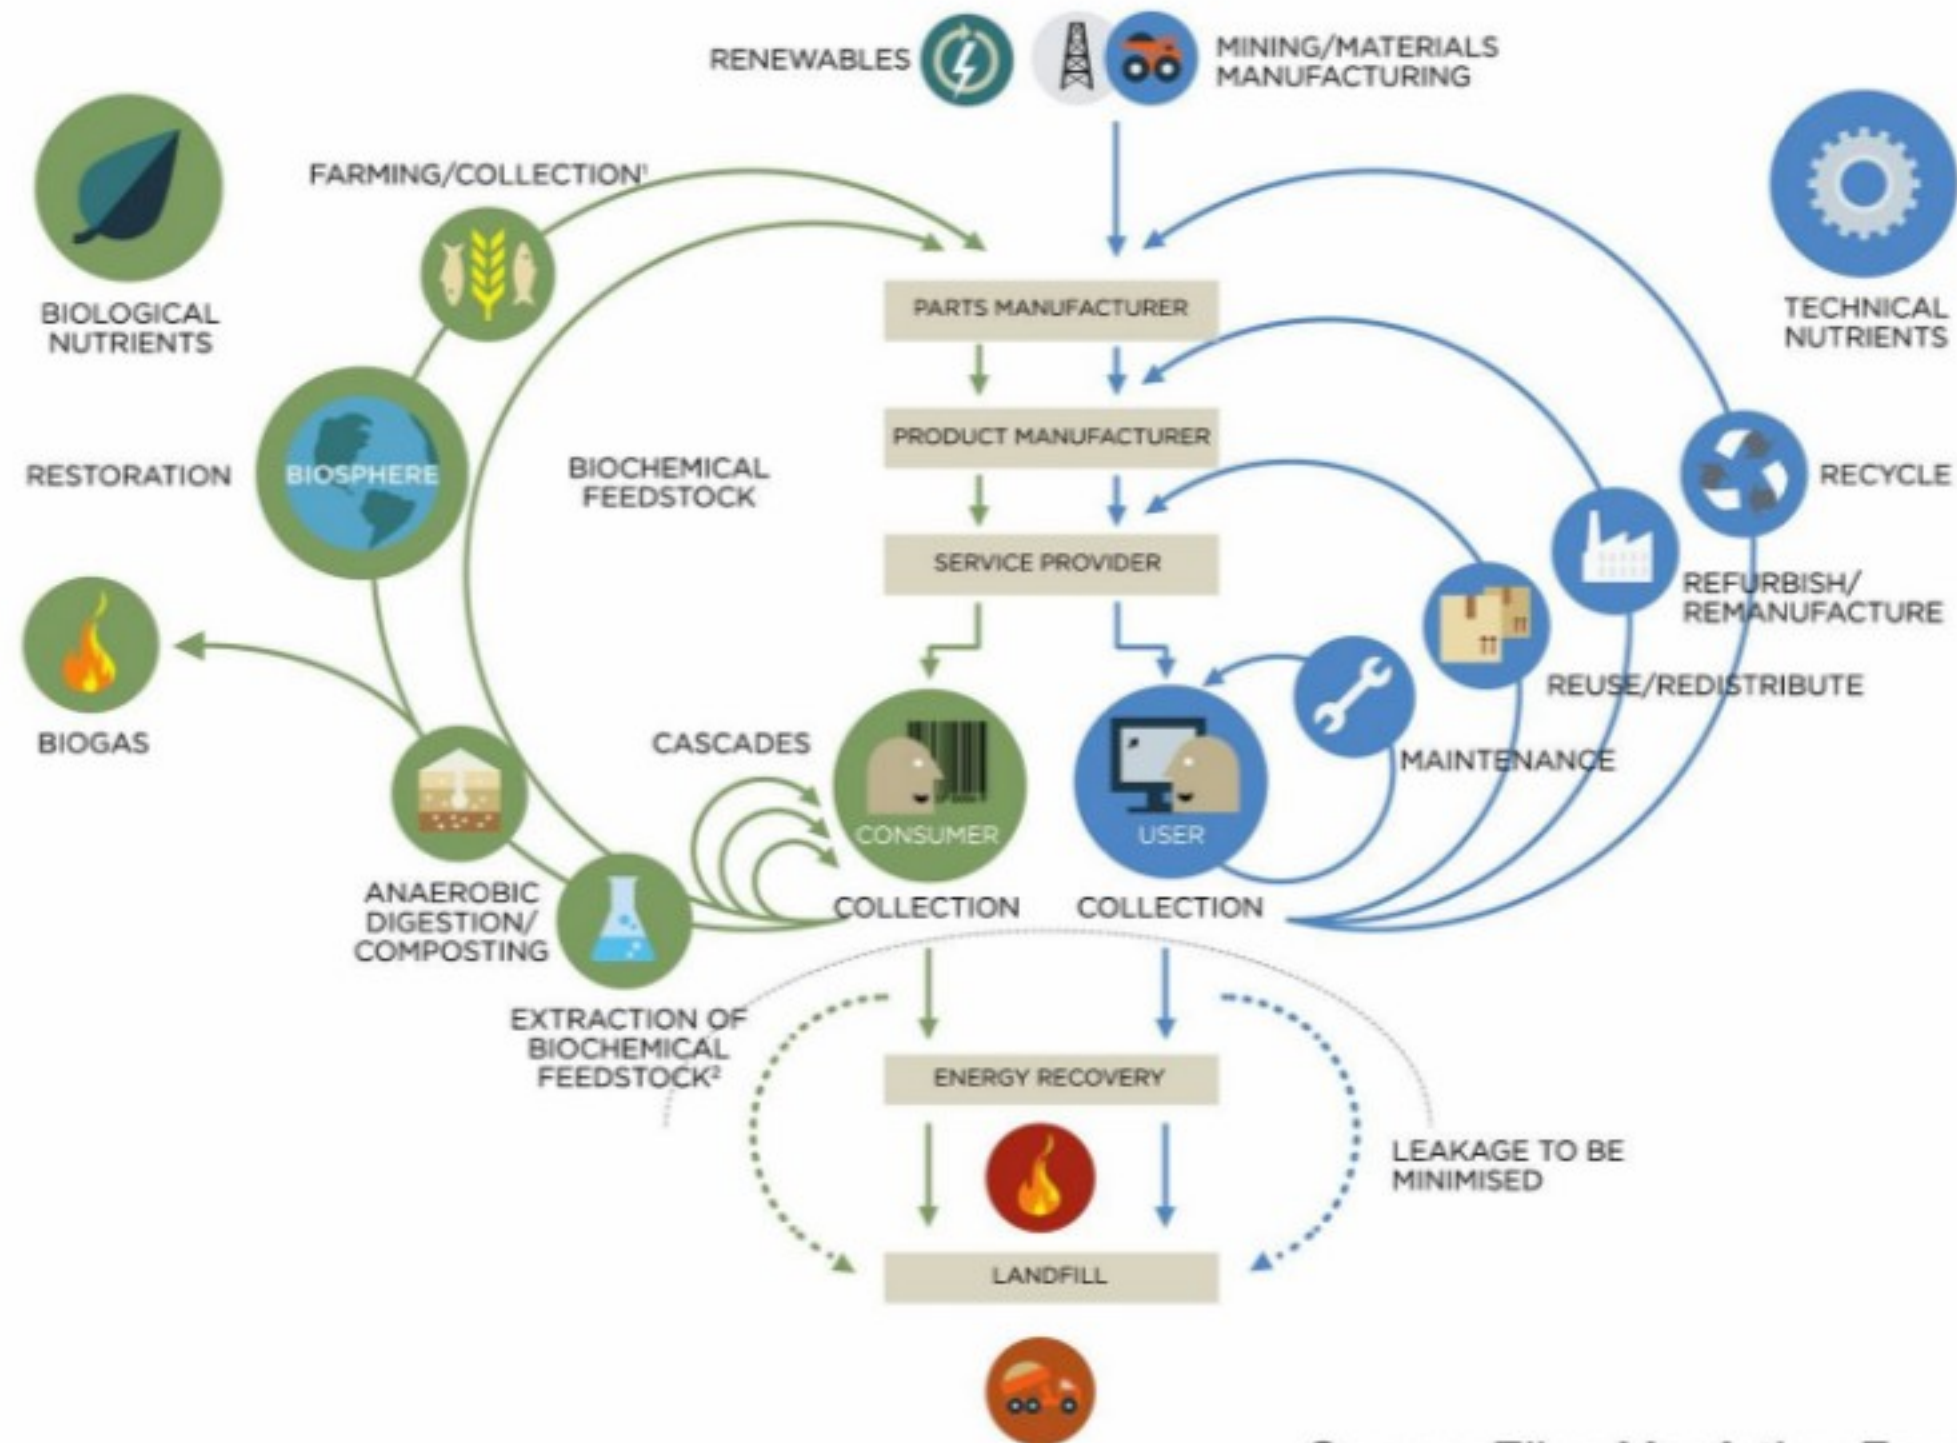 RENEWABLES
MINING/MATERIALS
MANUFACTURING
FARMING/COLLECTION¹
BIOLOGICAL
NUTRIENTS
TECHNICAL
NUTRIENTS
PARTS MANUFACTURER
PRODUCT MANUFACTURER
RESTORATION
BIOSPHERE
BIOCHEMICAL
FEEDSTOCK
RECYCLE
SERVICE PROVIDER
REFURBISH/
REMANUFACTURE
REUSE/REDISTRIBUTE
BIOGAS
CASCADES
MAINTENANCE
CONSUMER
USER
ANAEROBIC
DIGESTION/
COMPOSTING
COLLECTION
COLLECTION
EXTRACTION OF
BIOCHEMICAL
FEEDSTOCK²
ENERGY RECOVERY
LEAKAGE TO BE
MINIMISED
LANDFILL